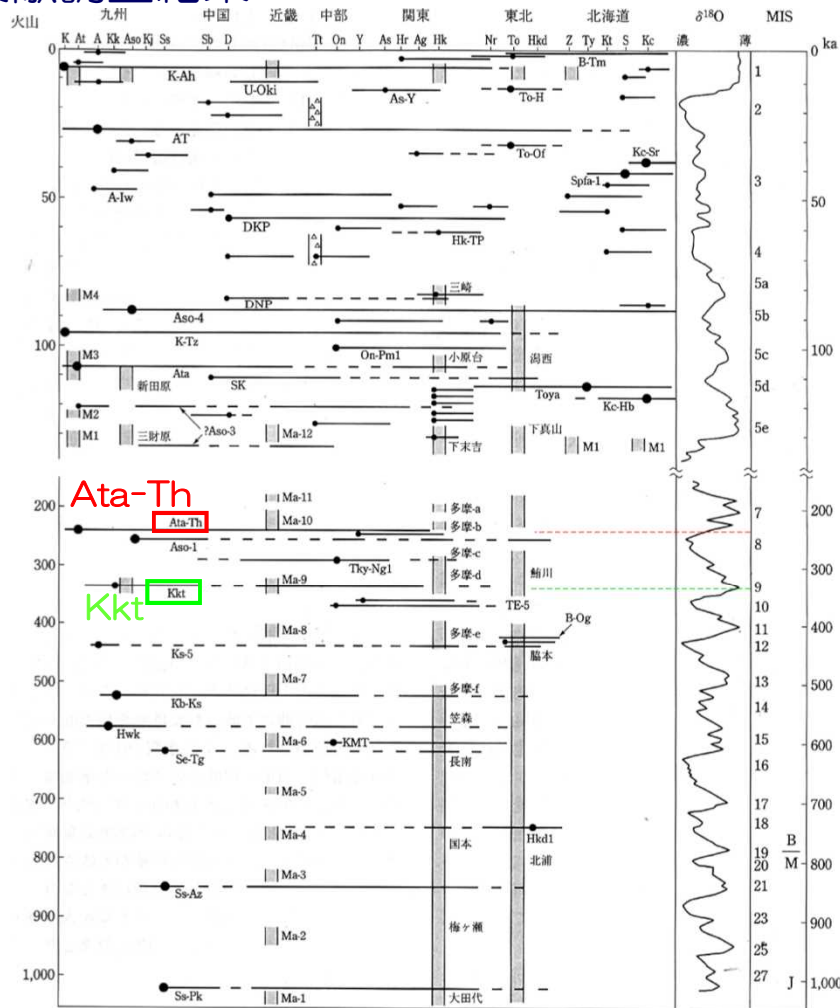 火山 九州 中国 近畿 中部 関東 東北 北海道 δ18O MIS
K At A Kk Aso Kj Ss Sb D Tt On Y As Hr Ag Hk Nr To Hkd Z Ty Kt S Kc 濃 薄
0 B-Tm 0 ka
K-Ah 1
U-Oki As-Y To-H 2
AT To-Of Kc-Sr
Spfa-1 3
50 A-Iw 50
DKP Hk-TP 4
三崎 5a
M4 DNP
Aso-4 5b
K-Tz
100 M3 On-Pm1 小原台 潟西 5c 100
Ata
新田原 SK Toya 5d
M2 Kc-Hb
?Aso-3 5e
M1 三財原 Ma-12 下末吉 下真山 M1 M1
Ata-Th
200 Ma-11 多摩-a 7 200
Ata-Th Ma-10 多摩-b
Aso-1 8
300 Tky-Ng1 多摩-c 300
Kkt Kkt Ma-9 多摩-d 鮪川 9
TE-5 10
400 Ma-8 多摩-e B-Og 11 400
Ks-5 脇本 12
500 Ma-7 多摩-f 13 500
Kb-Ks 14
笠森
600 Hwk Ma-6 KMT 15 600
Se-Tg 長南 16
700 Ma-5 17 700
18
Ma-4 国本 Hkd1 B
800 北浦 19 M 800
20
Ma-3 21
Ss-Az
900 梅ヶ瀬 23 900
Ma-2 25
1,000 27 J 1,000
Ss-Pk Ma-1 大田代